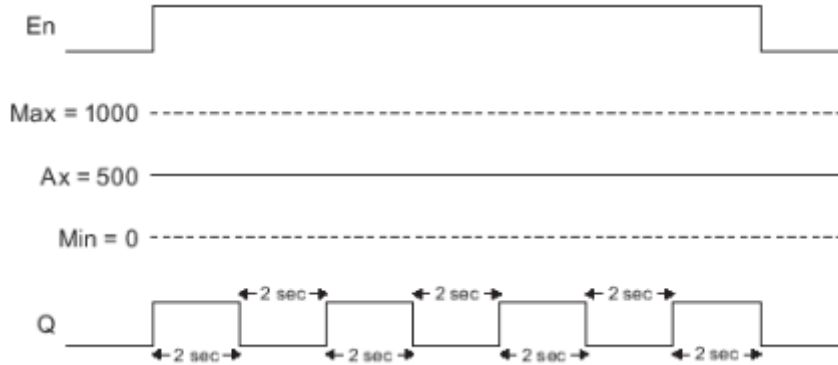 En
Max = 1000
Ax = 500
Min = 0
2 sec 2 sec 2 sec
Q
2 sec 2 sec 2 sec 2 sec